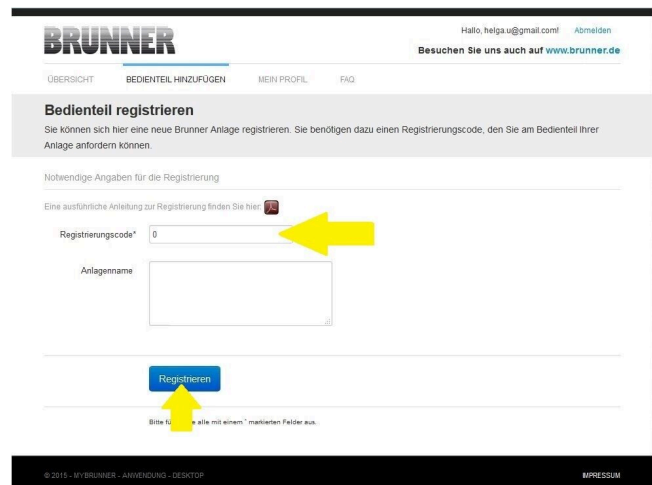 BRUNNER
Hallo, helga.u@gmail.com! Abmelden
Besuchen Sie uns auch auf www.brunner.de
ÜBERSICHT BEDIENTEIL HINZUFÜGEN MEIN PROFIL FAQ
Bedienteil registrieren
Sie können sich hier eine neue Brunner Anlage registrieren. Sie benötigen dazu einen Registrierungscode, den Sie am Bedienteil Ihrer
Anlage anfordern können.
Notwendige Angaben für die Registrierung
Eine ausführliche Anleitung zur Registrierung finden Sie hier:
Registrierungscode* 0
Anlagenname
Registrieren
Bitte alle mit einem * markierten Felder aus.
© 2015 - MYBRUNNER - ANWENDUNG - DESKTOP IMPRESSUM